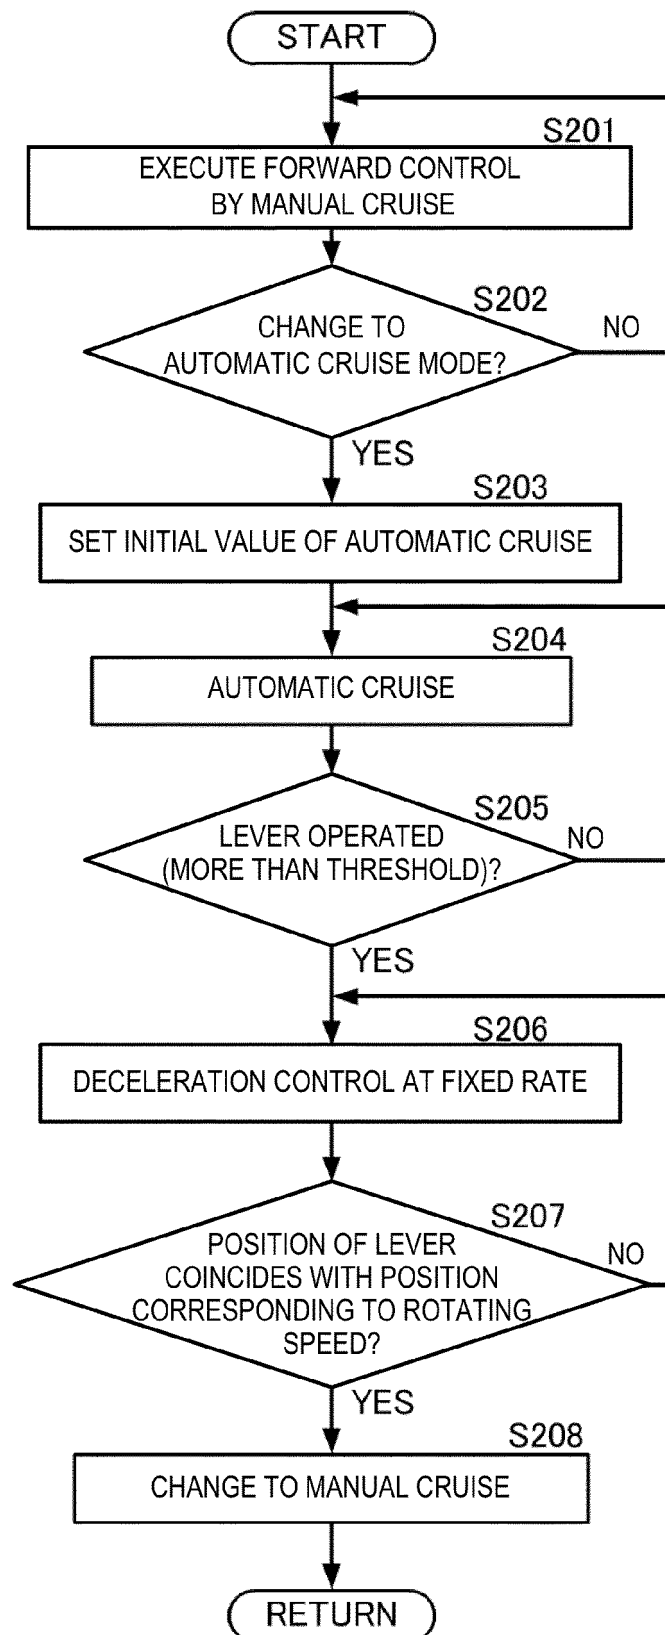 START
S201
EXECUTE FORWARD CONTROL
BY MANUAL CRUISE
S202
CHANGE TO
AUTOMATIC CRUISE MODE?
NO
YES
S203
SET INITIAL VALUE OF AUTOMATIC CRUISE
S204
AUTOMATIC CRUISE
S205
LEVER OPERATED
(MORE THAN THRESHOLD)?
NO
YES
S206
DECELERATION CONTROL AT FIXED RATE
S207
POSITION OF LEVER
COINCIDES WITH POSITION
CORRESPONDING TO ROTATING
SPEED?
NO
YES
S208
CHANGE TO MANUAL CRUISE
RETURN